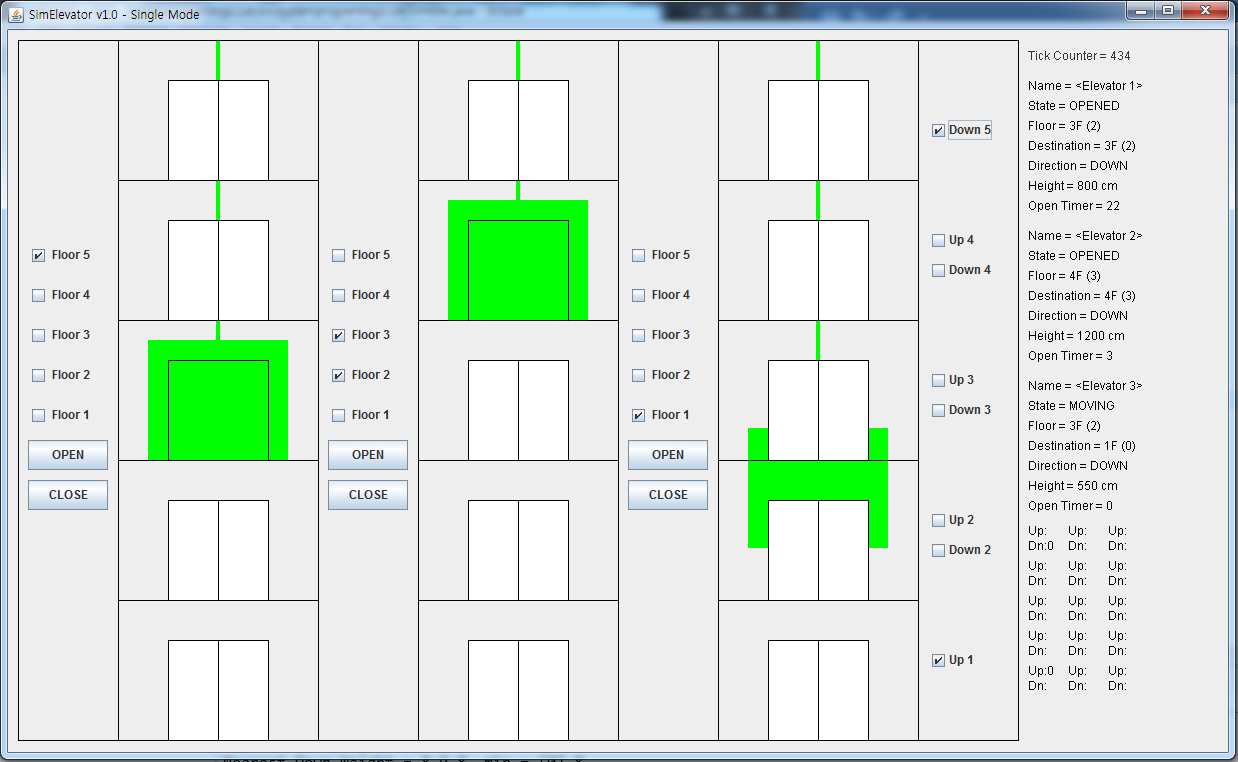 SimElevator v1.0 - Single Mode
Floor 5
Floor 4
Floor 3
Floor 2
Floor 1
OPEN
CLOSE
Floor 5
Floor 4
Floor 3
Floor 2
Floor 1
OPEN
CLOSE
Floor 5
Floor 4
Floor 3
Floor 2
Floor 1
OPEN
CLOSE
Down 5
Up 4
Down 4
Up 3
Down 3
Up 2
Down 2
Up 1
Tick Counter = 434
Name = <Elevator 1>
State = OPENED
Floor = 3F (2)
Destination = 3F (2)
Direction = DOWN
Height = 800 cm
Open Timer = 22
Name = <Elevator 2>
State = OPENED
Floor = 4F (3)
Destination = 4F (3)
Direction = DOWN
Height = 1200 cm
Open Timer = 3
Name = <Elevator 3>
State = MOVING
Floor = 3F (2)
Destination = 1F (0)
Direction = DOWN
Height = 550 cm
Open Timer = 0
Up: Up: Up:
Dn:0 Dn: Dn:
Up: Up: Up:
Dn: Dn: Dn:
Up: Up: Up:
Dn: Dn: Dn:
Up: Up: Up:
Dn: Dn: Dn:
Up:0 Up: Up:
Dn: Dn: Dn: